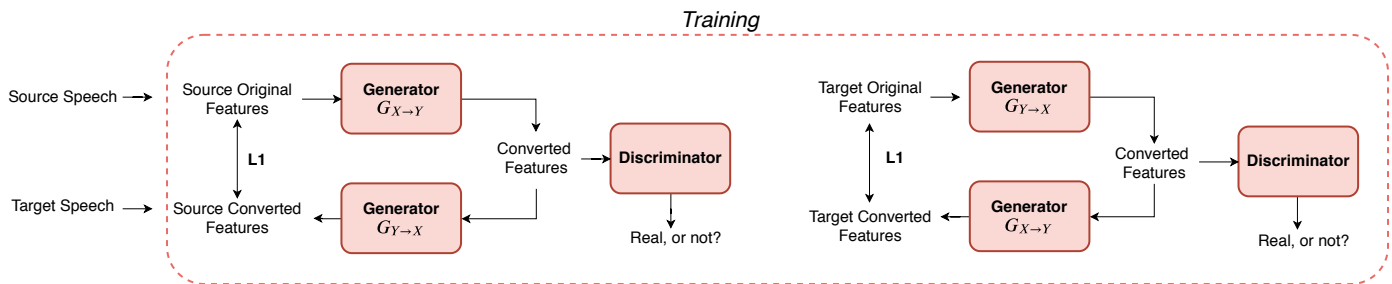 Training
Source Speech
Target Speech
Source Original
Features
L1
Source Converted
Features
Generator
G_{X→Y}
Generator
G_{Y→X}
Converted
Features
Discriminator
Real, or not?
Target Original
Features
L1
Target Converted
Features
Generator
G_{Y→X}
Generator
G_{X→Y}
Converted
Features
Discriminator
Real, or not?